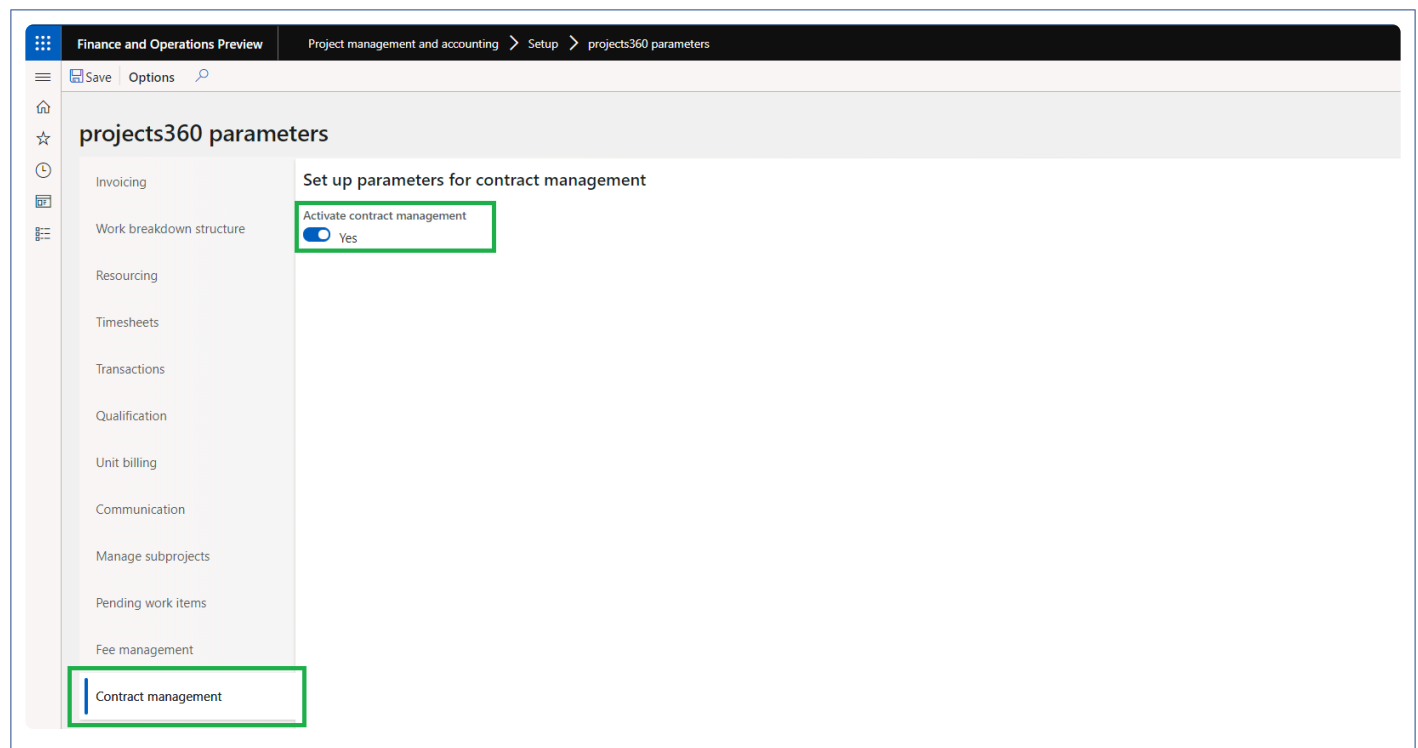 Finance and Operations Preview
Project management and accounting > Setup > projects360 parameters
Save Options
projects360 parameters
Invoicing
Work breakdown structure
Resourcing
Timesheets
Transactions
Qualification
Unit billing
Communication
Manage subprojects
Pending work items
Fee management
Contract management
Set up parameters for contract management
Activate contract management
Yes